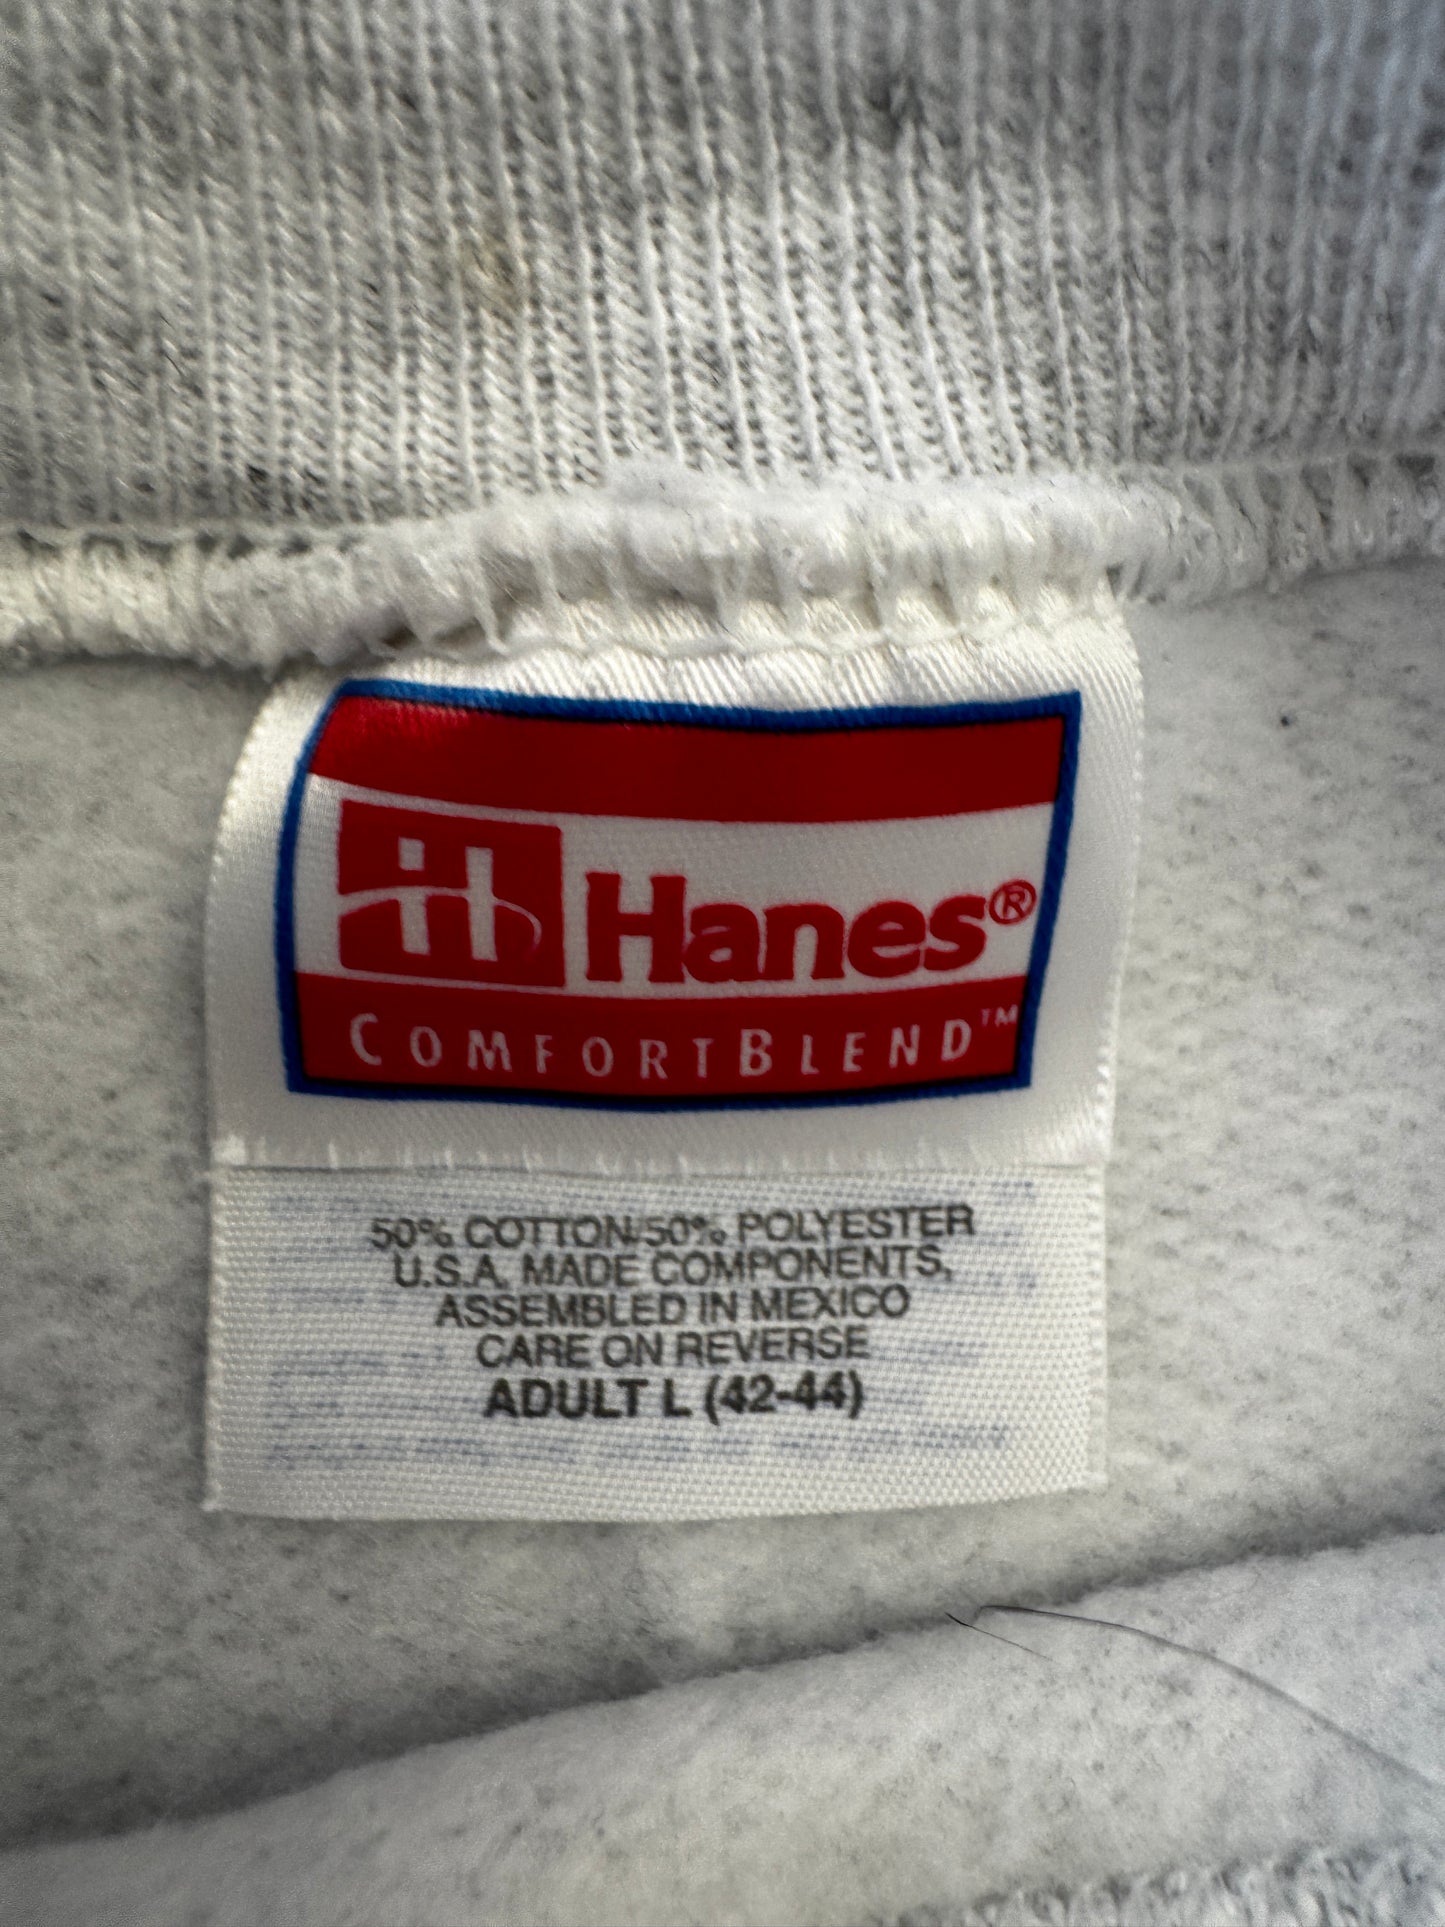 Hanes®
COMFORTBLEND™
50% COTTON/50% POLYESTER
U.S.A. MADE COMPONENTS,
ASSEMBLED IN MEXICO
CARE ON REVERSE
ADULT L (42-44)